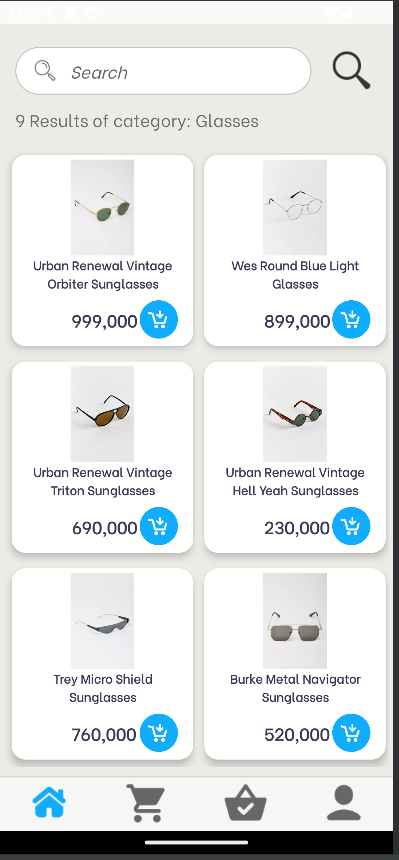 Search
9 Results of category: Glasses
Urban Renewal Vintage
Orbiter Sunglasses
999,000
Wes Round Blue Light
Glasses
899,000
Urban Renewal Vintage
Triton Sunglasses
690,000
Urban Renewal Vintage
Hell Yeah Sunglasses
230,000
Trey Micro Shield
Sunglasses
760,000
Burke Metal Navigator
Sunglasses
520,000